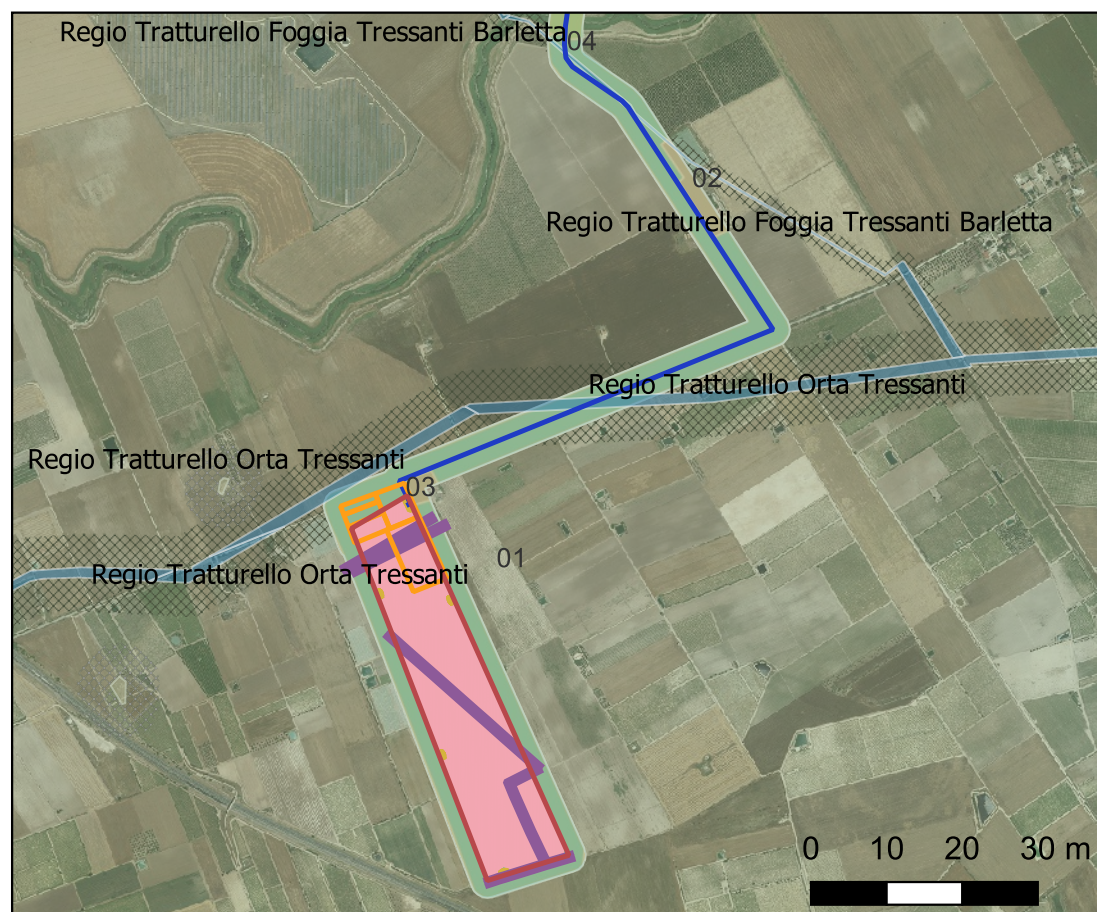 Regio Tratturello Foggia Tressanti Barletta
04
02
Regio Tratturello Foggia Tressanti Barletta
Regio Tratturello Orta Tressanti
Regio Tratturello Orta Tressanti
03
01
Regio Tratturello Orta Tressanti
0 10 20 30 m